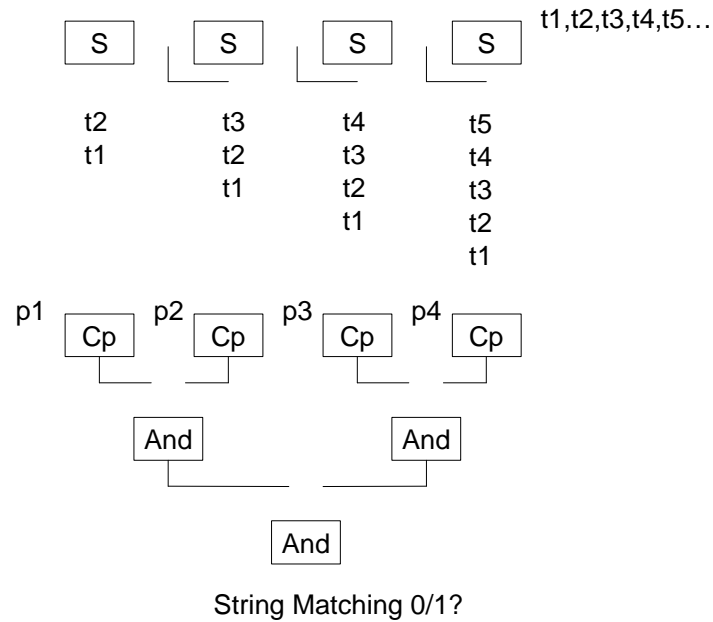 t1,t2,t3,t4,t5…
S S S S
t2 t3 t4 t5
t1 t2 t3 t4
t1 t2 t3
t1 t2
t1
p1 p2 p3 p4
Cp Cp Cp Cp
And And
And
String Matching 0/1?